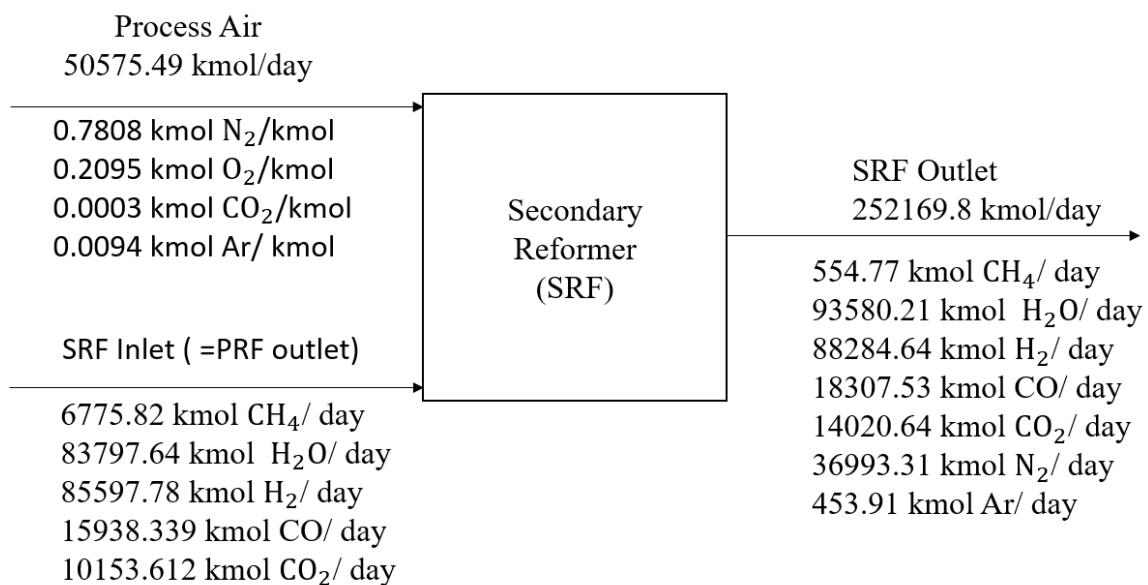 Process Air
50575.49 kmol/day
0.7808 kmol N₂/kmol
0.2095 kmol O₂/kmol
0.0003 kmol CO₂/kmol
0.0094 kmol Ar/ kmol
SRF Inlet ( =PRF outlet)
6775.82 kmol CH₄/ day
83797.64 kmol H₂O/ day
85597.78 kmol H₂/ day
15938.339 kmol CO/ day
10153.612 kmol CO₂/ day
Secondary
Reformer
(SRF)
SRF Outlet
252169.8 kmol/day
554.77 kmol CH₄/ day
93580.21 kmol H₂O/ day
88284.64 kmol H₂/ day
18307.53 kmol CO/ day
14020.64 kmol CO₂/ day
36993.31 kmol N₂/ day
453.91 kmol Ar/ day